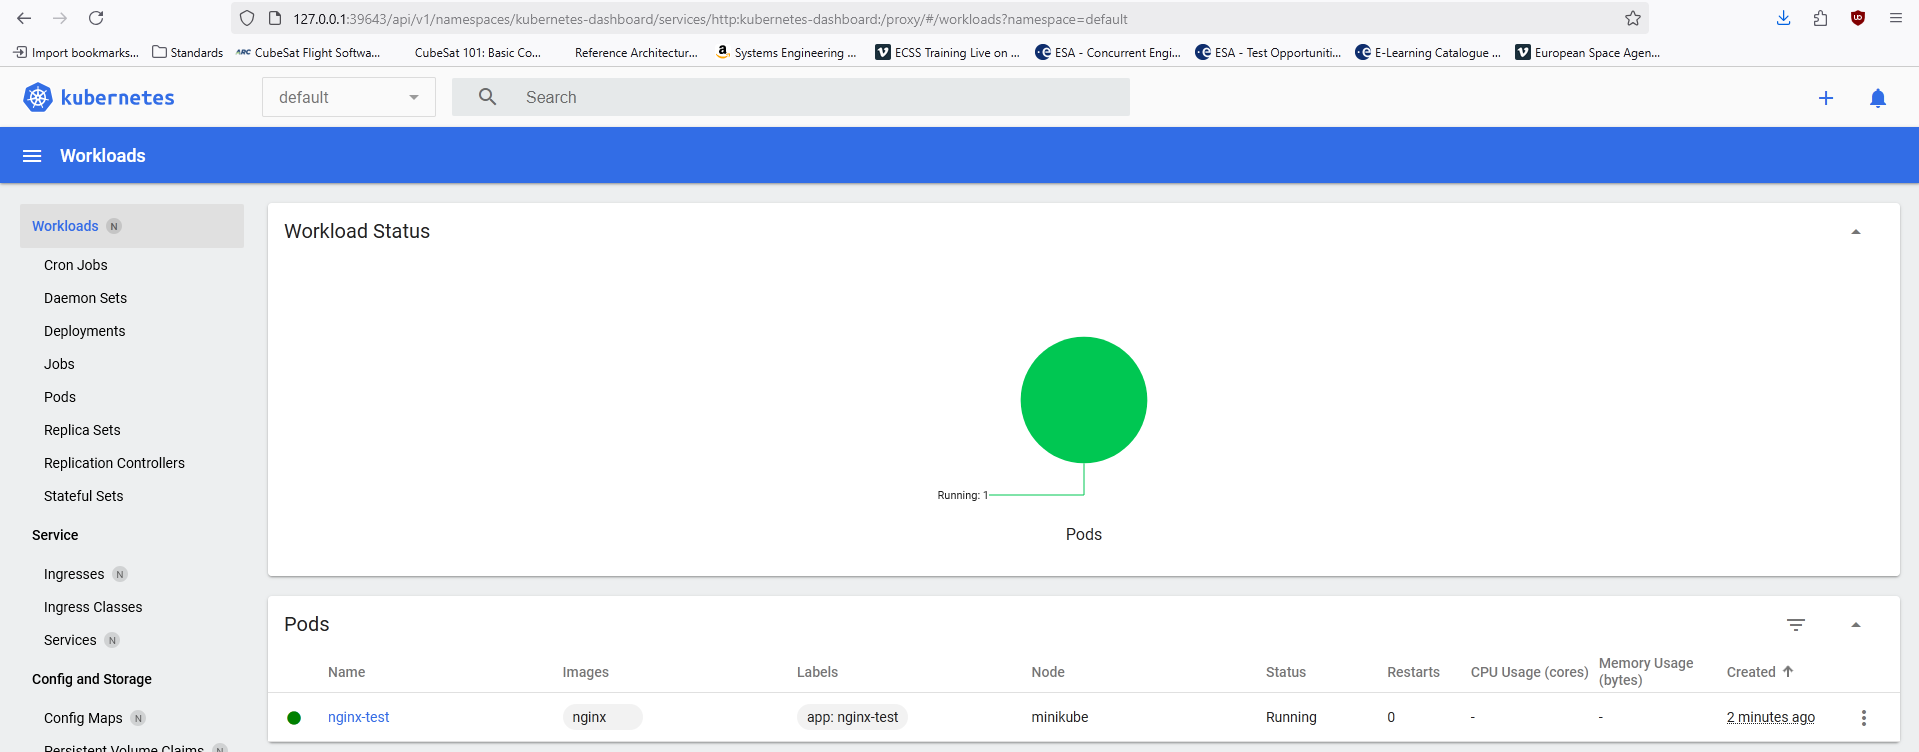 127.0.0.1:39643/api/v1/namespaces/kubernetes-dashboard/services/http:kubernetes-dashboard:/proxy/#/workloads?namespace=default
Import bookmarks... Standards ARC CubeSat Flight Softwa... CubeSat 101: Basic Co... Reference Architectur... a Systems Engineering ... V ECSS Training Live on ... e ESA - Concurrent Engi... e ESA - Test Opportuniti... e E-Learning Catalogue ... V European Space Agen...
kubernetes default Search
Workloads
Workloads N
Cron Jobs
Daemon Sets
Deployments
Jobs
Pods
Replica Sets
Replication Controllers
Stateful Sets
Service
Ingresses N
Ingress Classes
Services N
Config and Storage
Config Maps N
Persistent Volume Claims N
Workload Status
Running: 1
Pods
Pods
Name Images Labels Node Status Restarts CPU Usage (cores) Memory Usage (bytes) Created
nginx-test nginx app: nginx-test minikube Running 0 - - 2 minutes ago